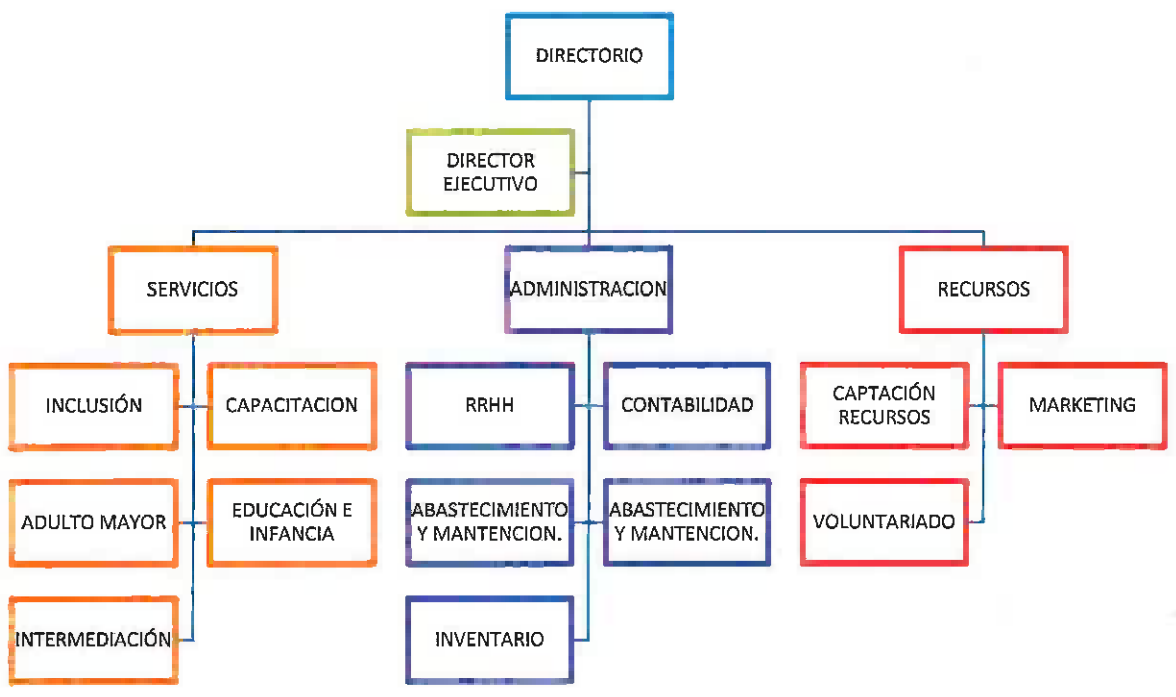 DIRECTORIO
DIRECTOR
EJECUTIVO
SERVICIOS
ADMINISTRACION
RECURSOS
INCLUSIÓN
CAPACITACION
RRHH
CONTABILIDAD
CAPTACIÓN
RECURSOS
MARKETING
ADULTO MAYOR
EDUCACIÓN E
INFANCIA
ABASTECIMIENTO
Y MANTENCION.
ABASTECIMIENTO
Y MANTENCION.
VOLUNTARIADO
INTERMEDIACIÓN
INVENTARIO